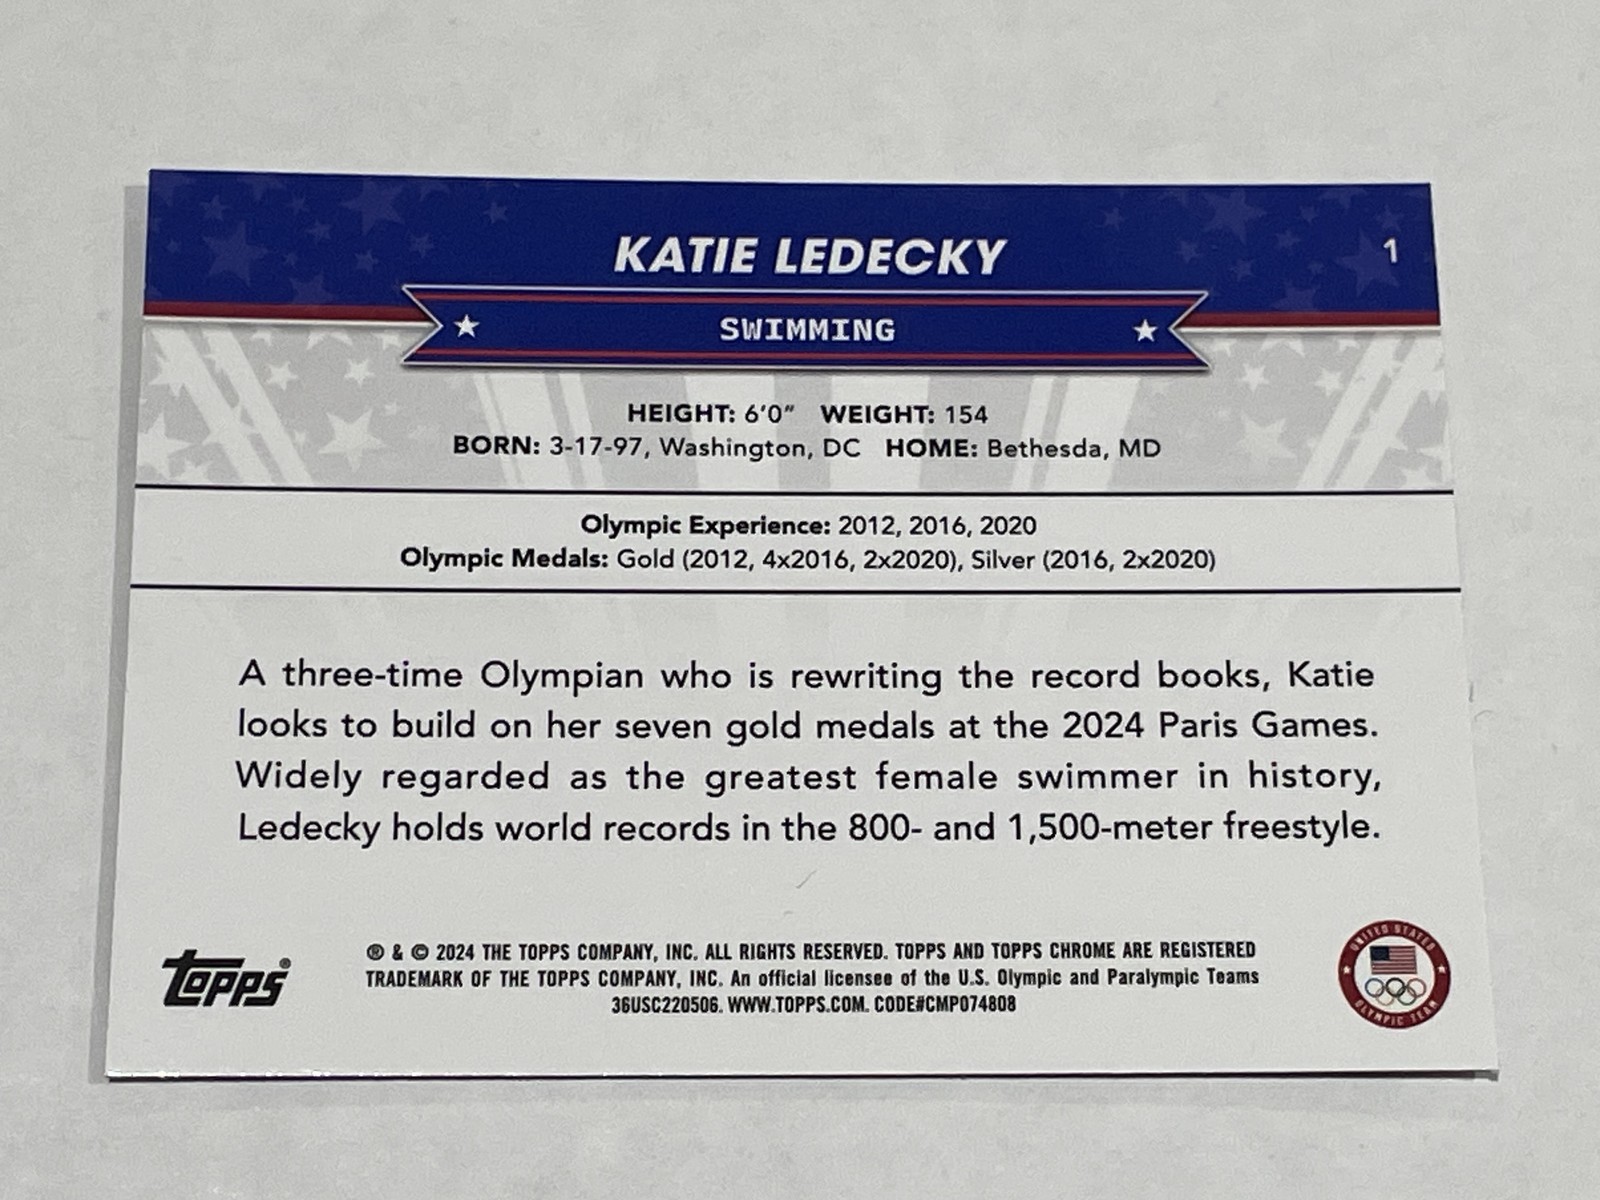 KATIE LEDECKY
1
SWIMMING
HEIGHT: 6'0" WEIGHT: 154
BORN: 3-17-97, Washington, DC HOME: Bethesda, MD
Olympic Experience: 2012, 2016, 2020
Olympic Medals: Gold (2012, 4x2016, 2x2020), Silver (2016, 2x2020)
A three-time Olympian who is rewriting the record books, Katie
looks to build on her seven gold medals at the 2024 Paris Games.
Widely regarded as the greatest female swimmer in history,
Ledecky holds world records in the 800- and 1,500-meter freestyle.
Topps®
® & © 2024 THE TOPPS COMPANY, INC. ALL RIGHTS RESERVED. TOPPS AND TOPPS CHROME ARE REGISTERED
TRADEMARK OF THE TOPPS COMPANY, INC. An official licensee of the U.S. Olympic and Paralympic Teams
36USC220506. WWW.TOPPS.COM. CODE#CMP074808
UNITED STATES
OLYMPIC TEAM